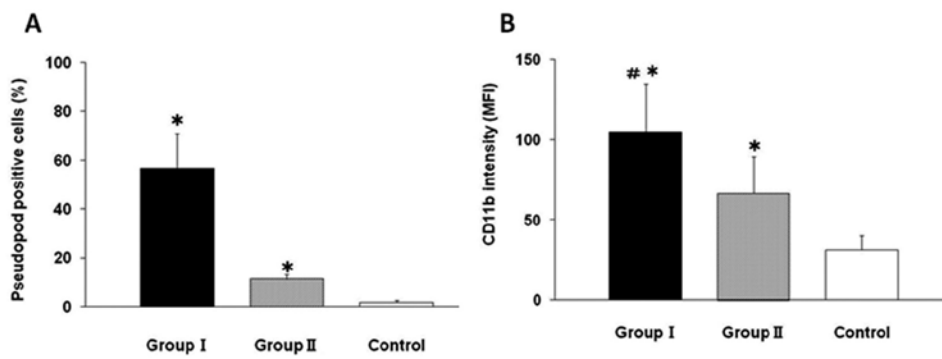 A
Pseudopod positive cells (%)
100
80
60
40
20
0
*
*
Group I
Group II
Control
B
CD11b intensity (MFI)
150
100
50
0
# *
*
Group I
Group II
Control